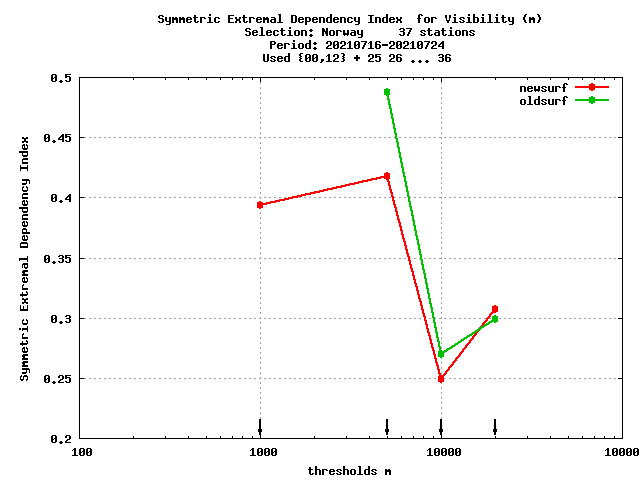 Symmetric Extremal Dependency Index for Visibility (m)
Selection: Norway 37 stations
Period: 20210716-20210724
Used {00,12} + 25 26 ... 36
newsurf
oldsurf
Symmetric Extremal Dependency Index
0.5
0.45
0.4
0.35
0.3
0.25
0.2
100 1000 10000 100000
thresholds m